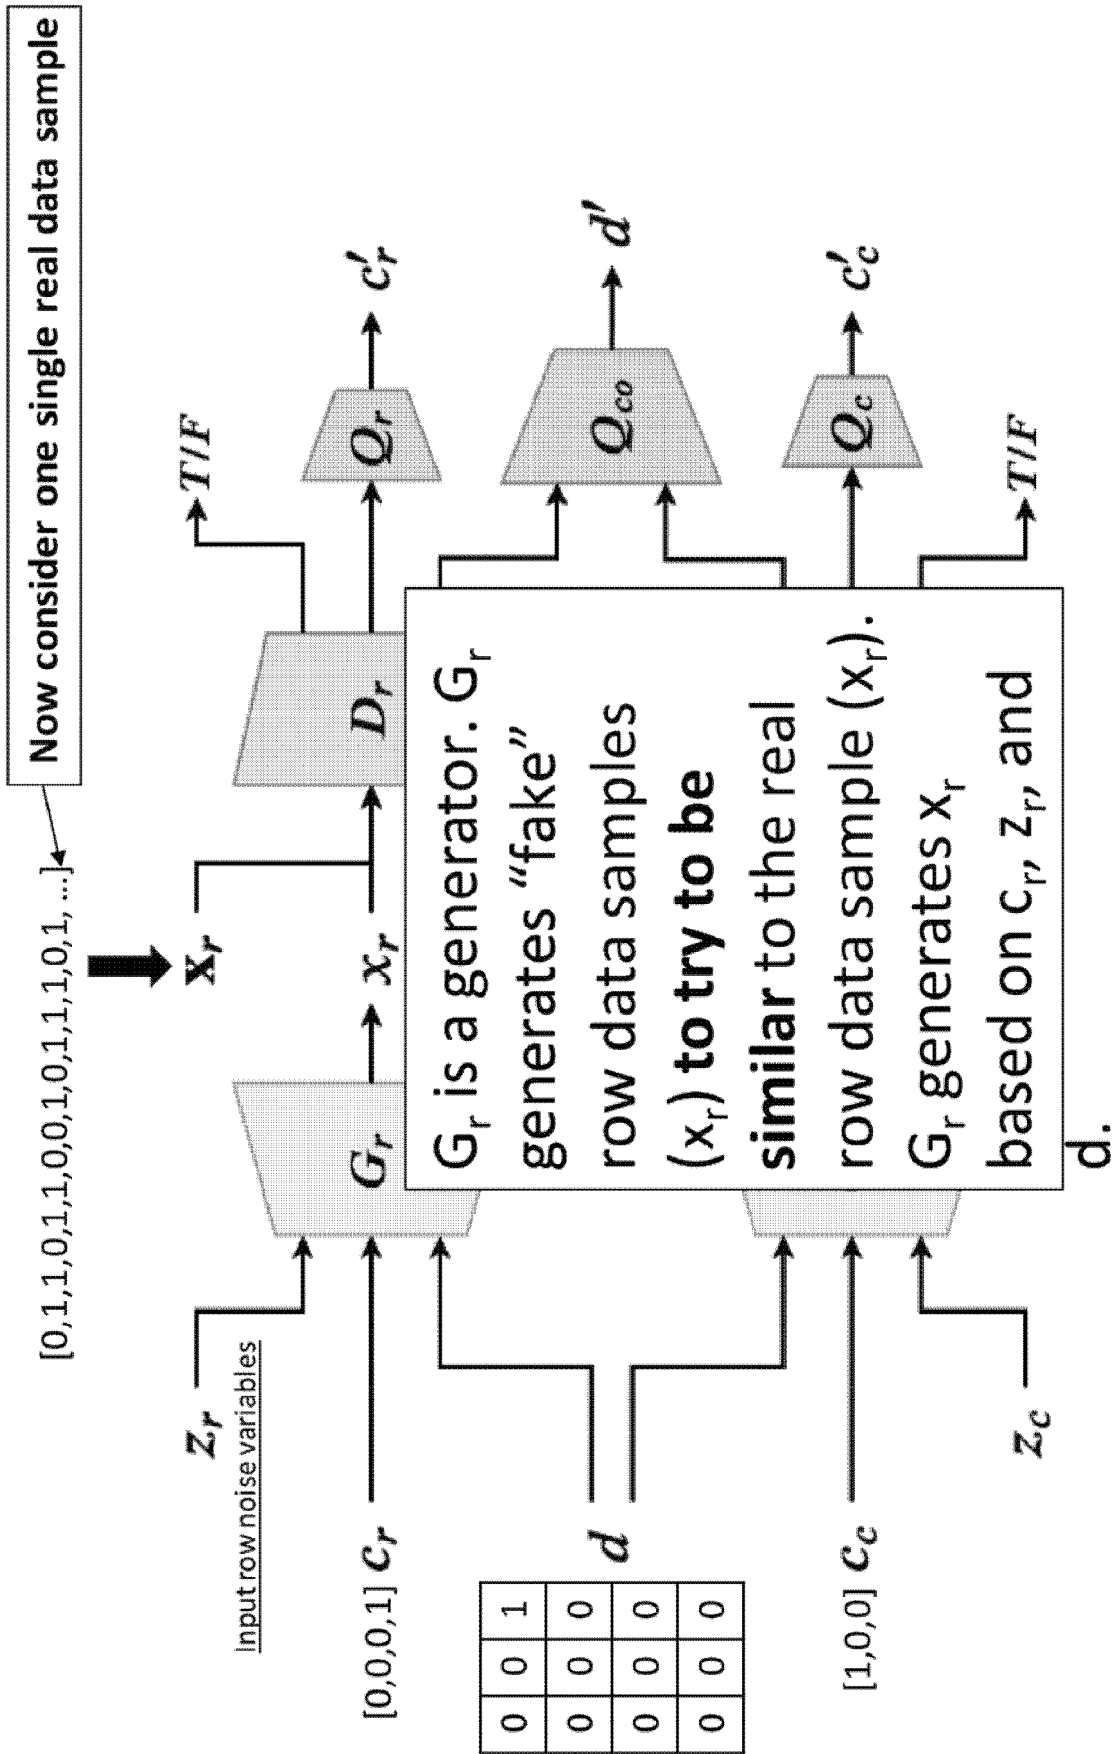 Now consider one single real data sample
[0,1,1,0,1,1,0,0,1,0,1,1,1,0,1, ...]
z_r
x_r
T/F
Input row noise variables
[0,0,0,1] c_r
G_r
x_r
D_r
Q_r
c'_r
G_r is a generator. G_r
generates “fake”
row data samples
(x_r) to try to be
similar to the real
row data sample (x_r).
G_r generates x_r
based on c_r, z_r, and
d.
0 0 1
0 0 0
0 0 0
0 0 0
d
Q_co
d'
[1,0,0] c_c
Q_c
c'_c
z_c
T/F